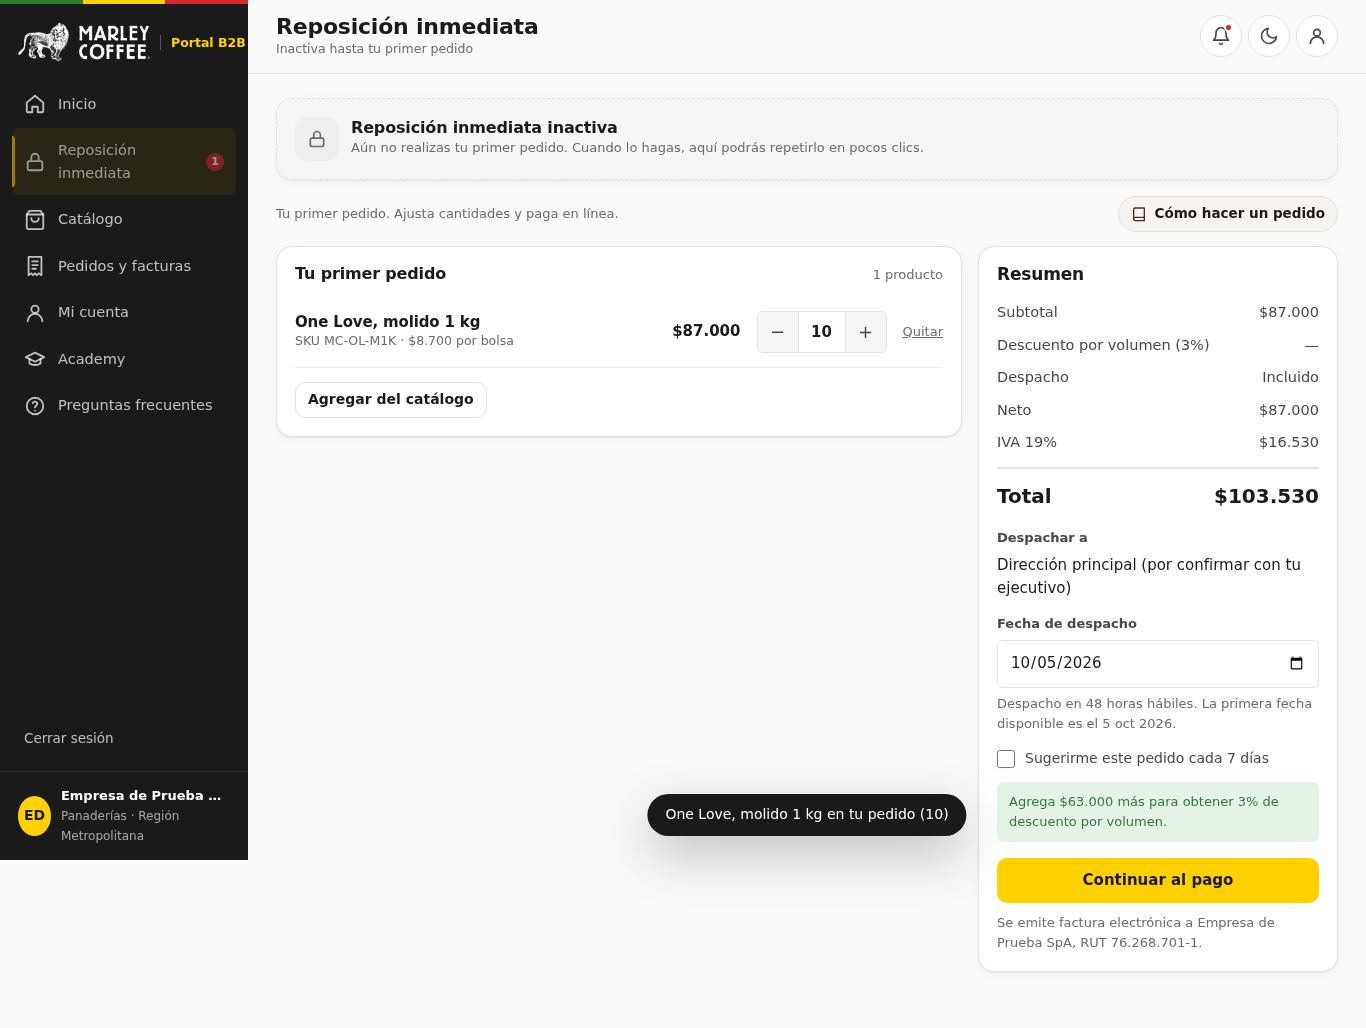 MARLEY
COFFEE
Portal B2B
Inicio
Reposición
inmediata
1
Catálogo
Pedidos y facturas
Mi cuenta
Academy
Preguntas frecuentes
Cerrar sesión
ED
Empresa de Prueba ...
Panaderías · Región
Metropolitana
Reposición inmediata
Inactiva hasta tu primer pedido
Reposición inmediata inactiva
Aún no realizas tu primer pedido. Cuando lo hagas, aquí podrás repetirlo en pocos clics.
Tu primer pedido. Ajusta cantidades y paga en línea.
Cómo hacer un pedido
Tu primer pedido
1 producto
One Love, molido 1 kg
SKU MC-OL-M1K · $8.700 por bolsa
$87.000
− 10 +
Quitar
Agregar del catálogo
Resumen
Subtotal $87.000
Descuento por volumen (3%) —
Despacho Incluido
Neto $87.000
IVA 19% $16.530
Total $103.530
Despachar a
Dirección principal (por confirmar con tu
ejecutivo)
Fecha de despacho
10/05/2026
Despacho en 48 horas hábiles. La primera fecha
disponible es el 5 oct 2026.
Sugerirme este pedido cada 7 días
Agrega $63.000 más para obtener 3% de
descuento por volumen.
Continuar al pago
Se emite factura electrónica a Empresa de
Prueba SpA, RUT 76.268.701-1.
One Love, molido 1 kg en tu pedido (10)